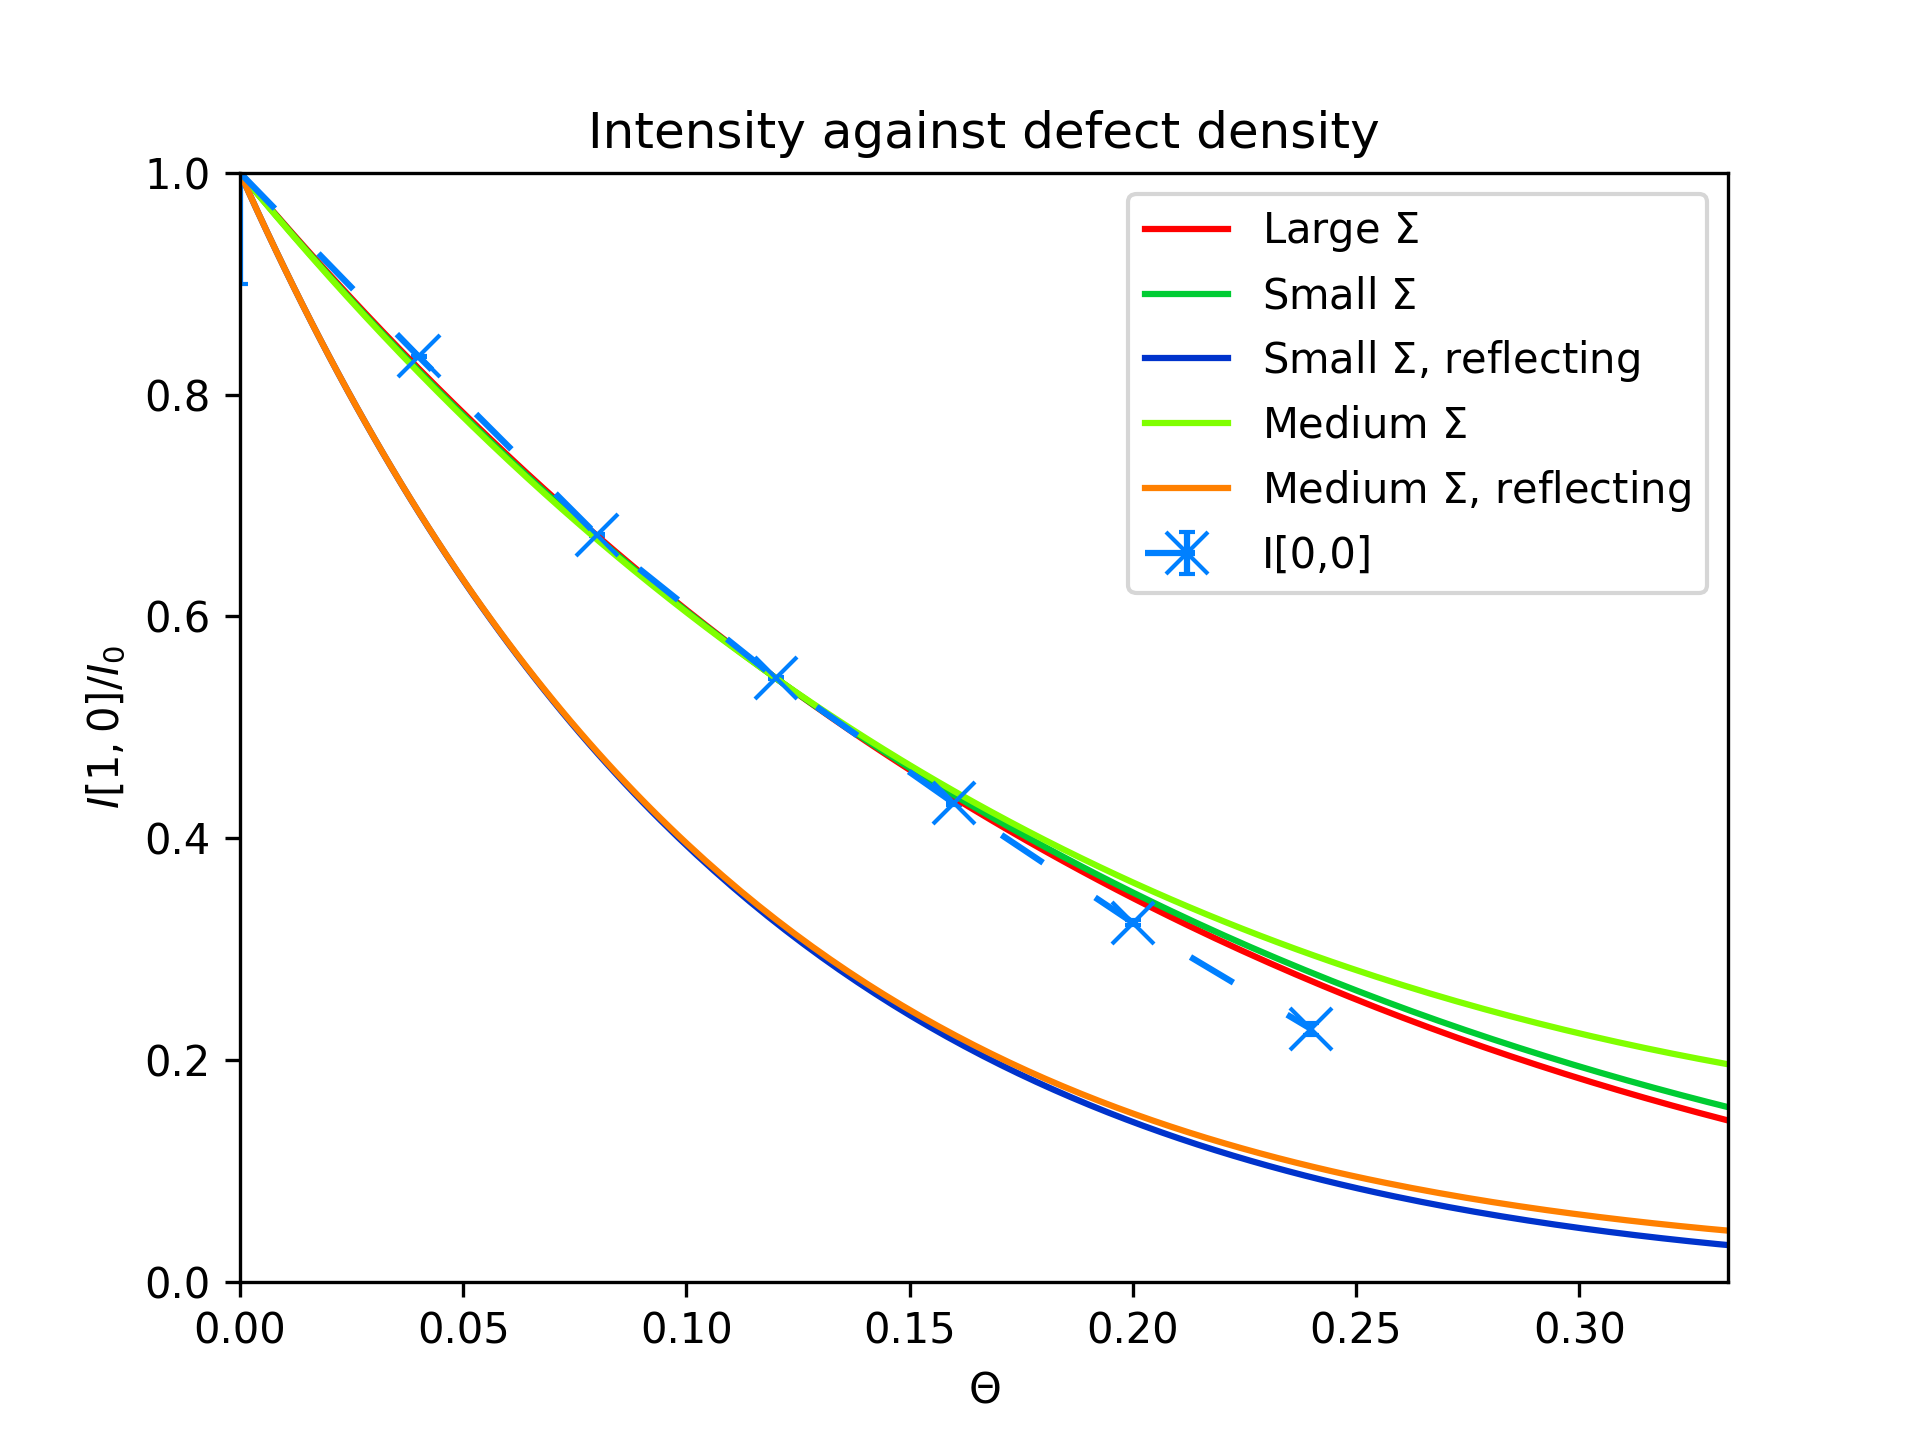 Intensity against defect density
1.0
0.8
0.6
0.4
0.2
0.0
I[1, 0]/I₀
Large Σ
Small Σ
Small Σ, reflecting
Medium Σ
Medium Σ, reflecting
I[0,0]
0.00 0.05 0.10 0.15 0.20 0.25 0.30
Θ